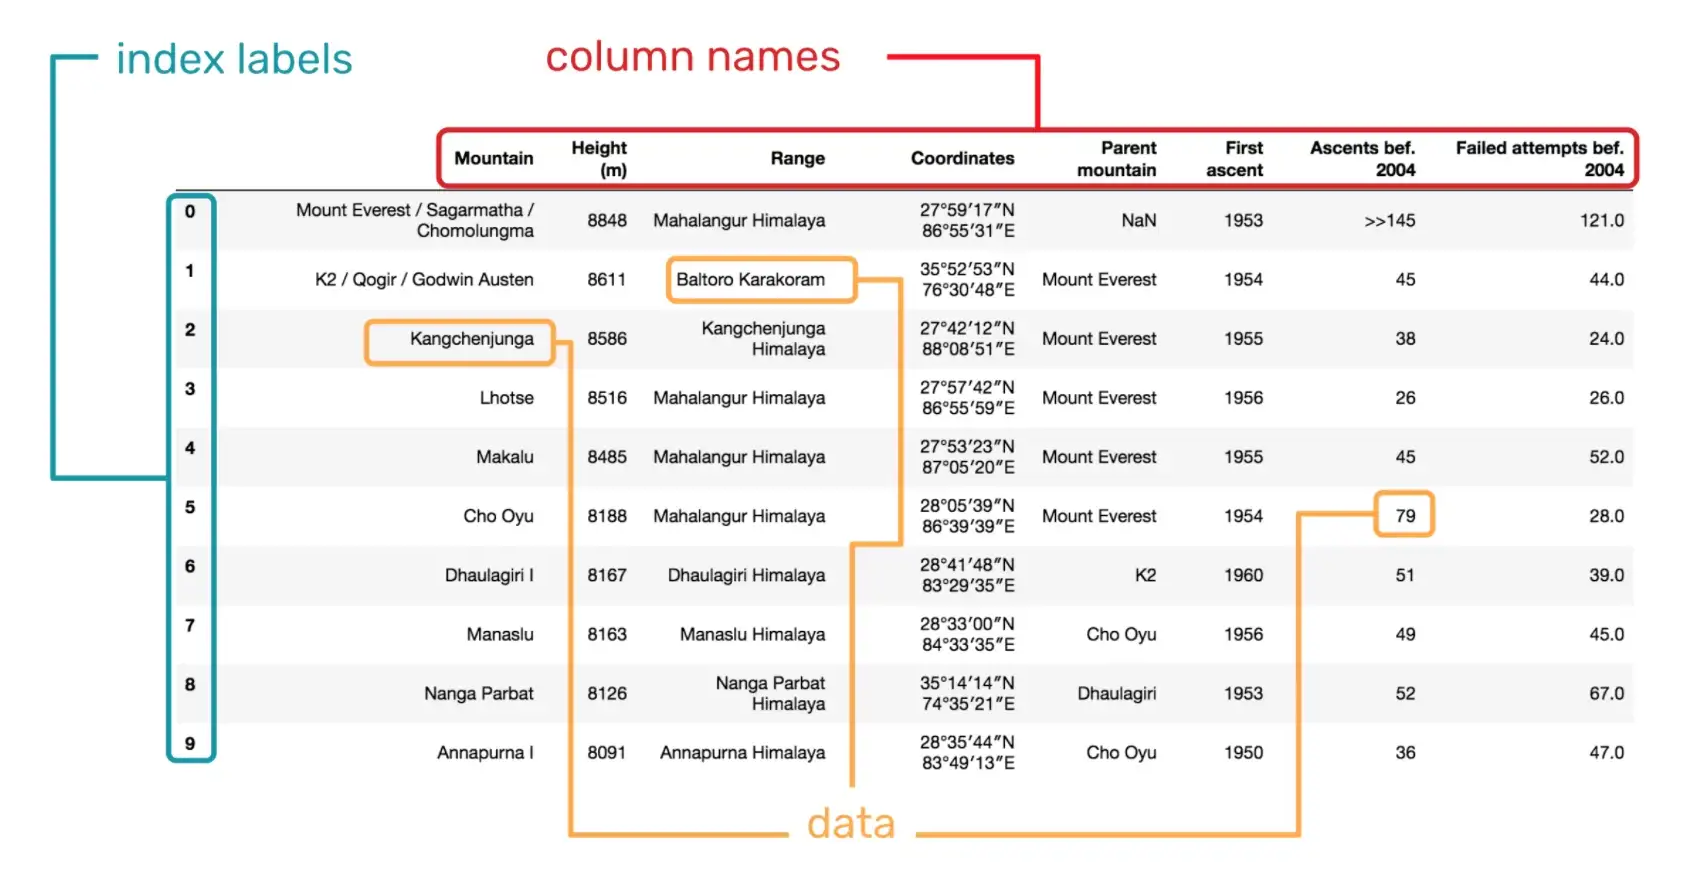 index labels
column names
Mountain Height (m) Range Coordinates Parent mountain First ascent Ascents bef. 2004 Failed attempts bef. 2004
0 Mount Everest / Sagarmatha / Chomolungma 8848 Mahalangur Himalaya 27°59′17″N 86°55′31″E NaN 1953 >>145 121.0
1 K2 / Qogir / Godwin Austen 8611 Baltoro Karakoram 35°52′53″N 76°30′48″E Mount Everest 1954 45 44.0
2 Kangchenjunga 8586 Kangchenjunga Himalaya 27°42′12″N 88°08′51″E Mount Everest 1955 38 24.0
3 Lhotse 8516 Mahalangur Himalaya 27°57′42″N 86°55′59″E Mount Everest 1956 26 26.0
4 Makalu 8485 Mahalangur Himalaya 27°53′23″N 87°05′20″E Mount Everest 1955 45 52.0
5 Cho Oyu 8188 Mahalangur Himalaya 28°05′39″N 86°39′39″E Mount Everest 1954 79 28.0
6 Dhaulagiri I 8167 Dhaulagiri Himalaya 28°41′48″N 83°29′35″E K2 1960 51 39.0
7 Manaslu 8163 Manaslu Himalaya 28°33′00″N 84°33′35″E Cho Oyu 1956 49 45.0
8 Nanga Parbat 8126 Nanga Parbat Himalaya 35°14′14″N 74°35′21″E Dhaulagiri 1953 52 67.0
9 Annapurna I 8091 Annapurna Himalaya 28°35′44″N 83°49′13″E Cho Oyu 1950 36 47.0
data